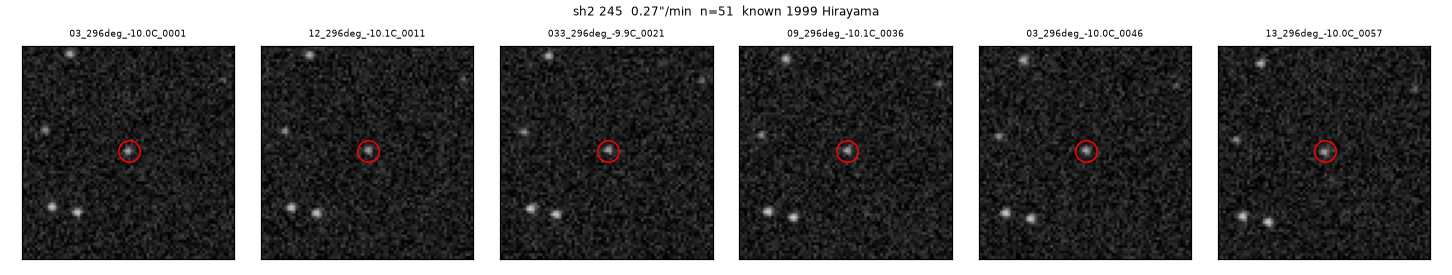 sh2 245  0.27"/min  n=51  known 1999 Hirayama
03_296deg_-10.0C_0001
12_296deg_-10.1C_0011
033_296deg_-9.9C_0021
09_296deg_-10.1C_0036
03_296deg_-10.0C_0046
13_296deg_-10.0C_0057